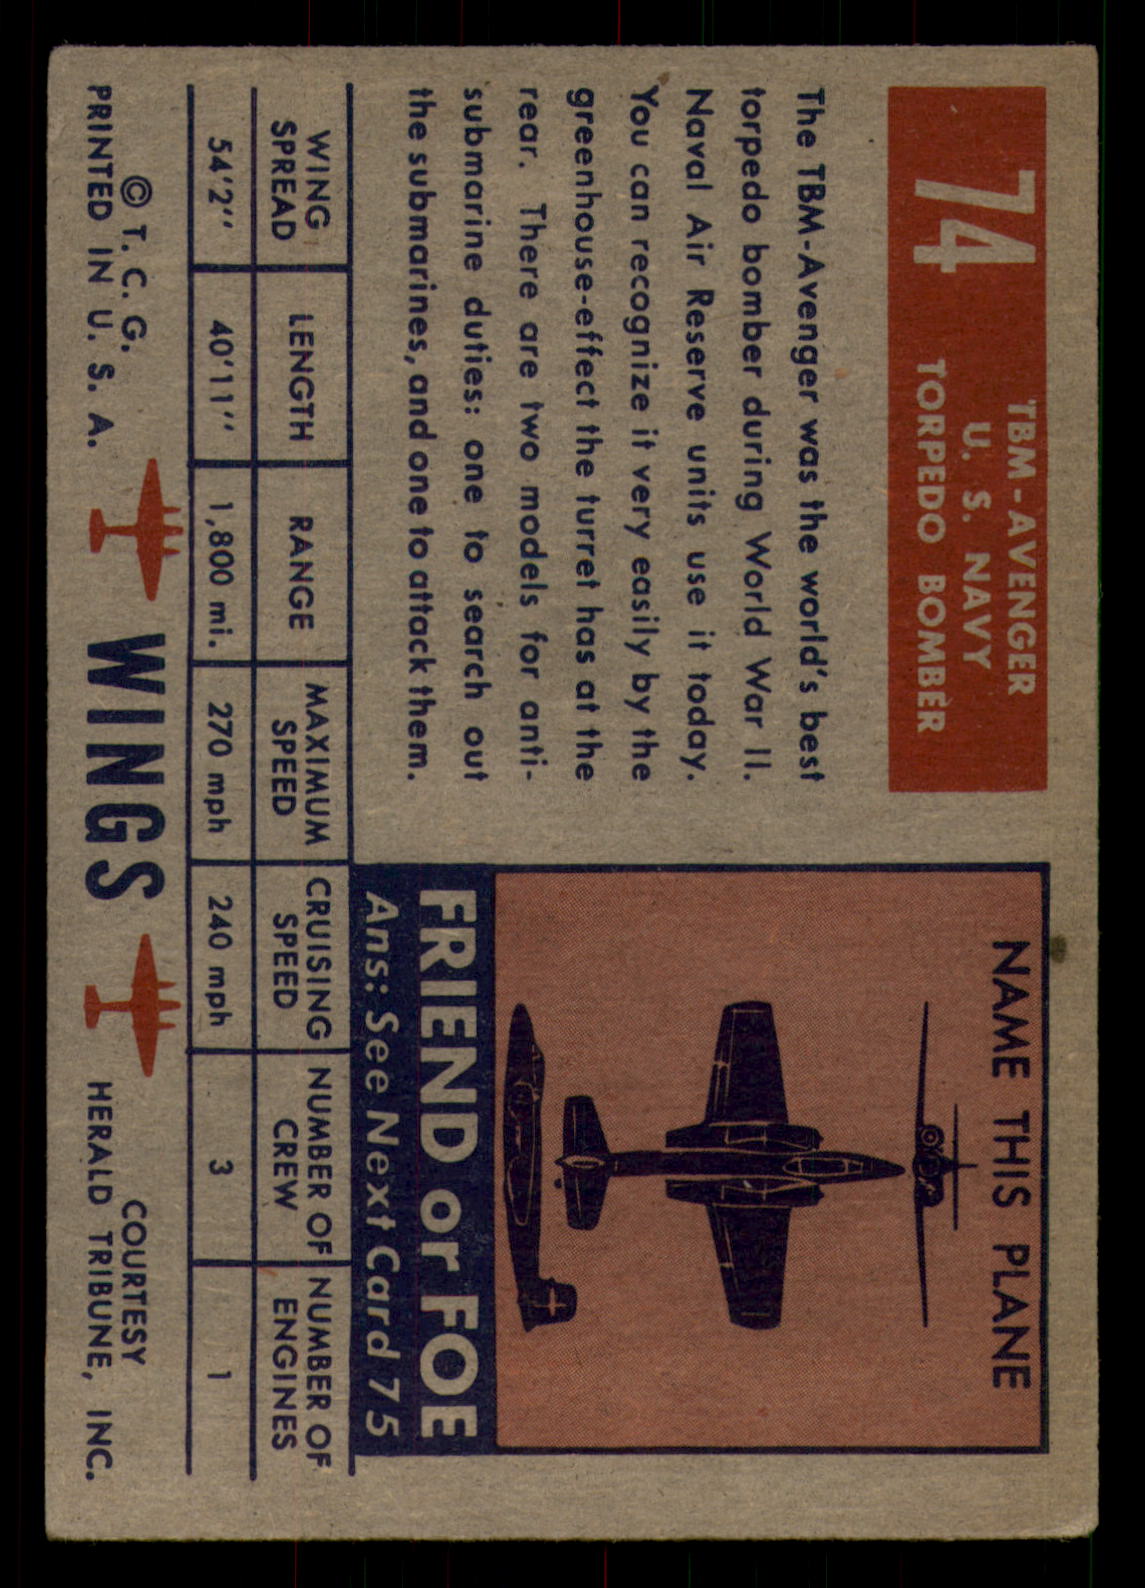 74
TBM-AVENGER
U. S. NAVY
TORPEDO BOMBER
The TBM-Avenger was the world's best
torpedo bomber during World War II.
Naval Air Reserve units use it today.
You can recognize it very easily by the
greenhouse-effect the turret has at the
rear. There are two models for anti-
submarine duties: one to search out
the submarines, and one to attack them.
NAME THIS PLANE
FRIEND or FOE
Ans: See Next Card 75
WING SPREAD LENGTH RANGE MAXIMUM SPEED CRUISING SPEED NUMBER OF CREW NUMBER OF ENGINES
54'2'' 40'11'' 1,800 mi. 270 mph 240 mph 3 1
© T. C. G.
PRINTED IN U. S. A.
WINGS
COURTESY
HERALD TRIBUNE, INC.